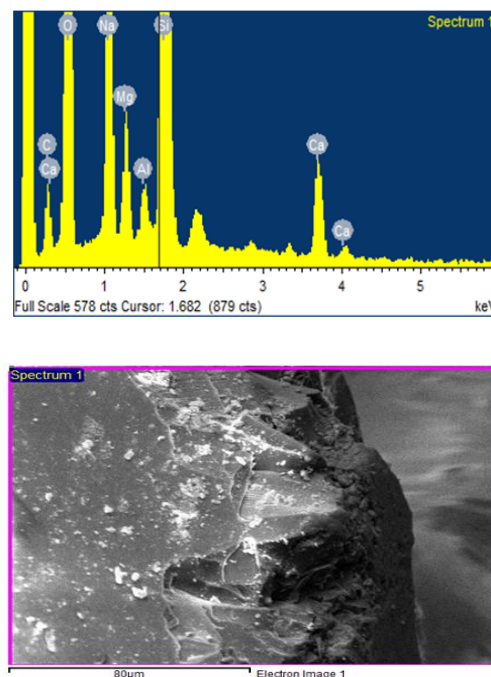 Spectrum 1
O Na Si
Mg
C
Ca Al Ca
Ca
0 1 2 3 4 5
Full Scale 578 cts Cursor: 1.682 (879 cts) keV
Spectrum 1
80µm Electron Image 1